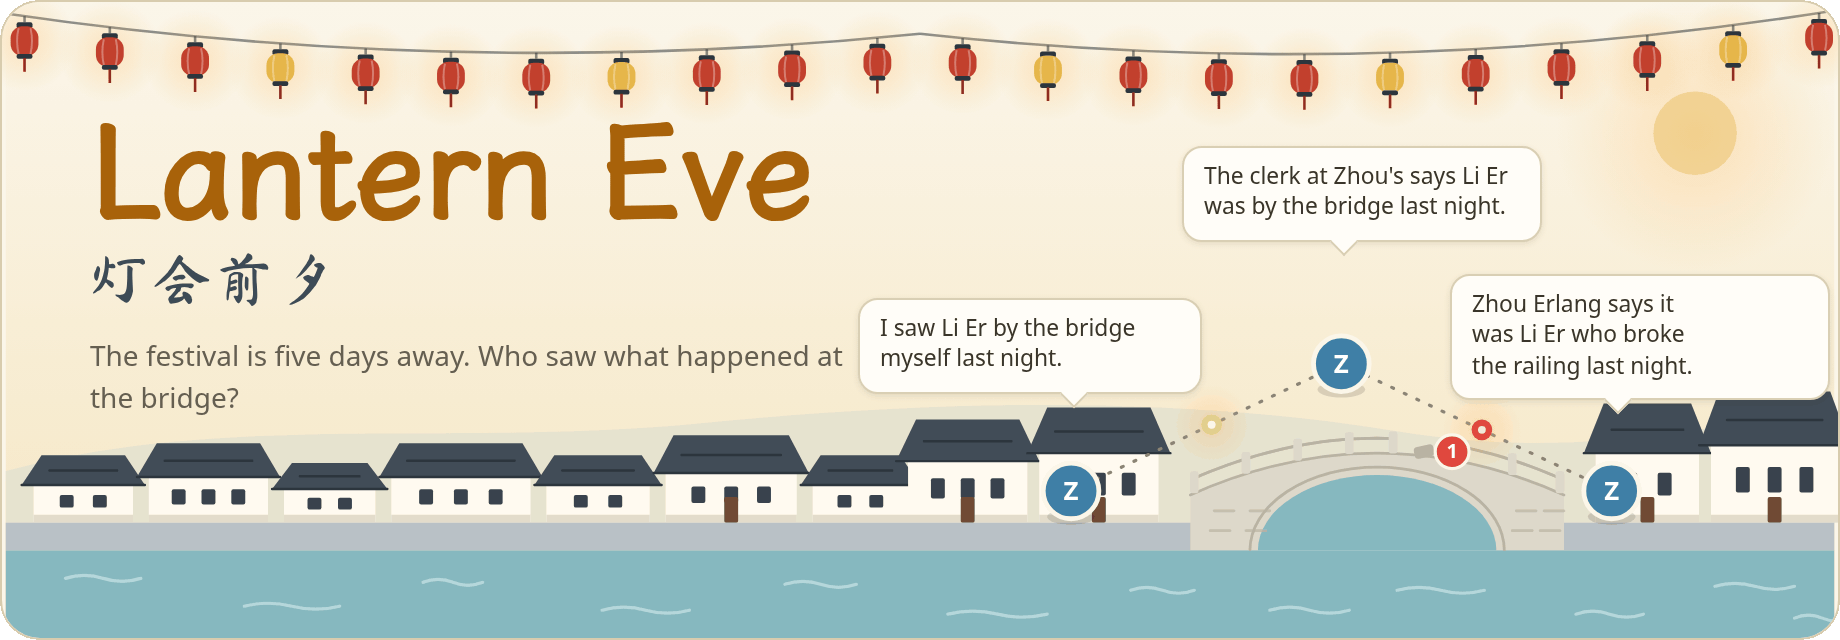 Lantern Eve
灯会前夕
The festival is five days away. Who saw what happened at
the bridge?
I saw Li Er by the bridge
myself last night.
The clerk at Zhou's says Li Er
was by the bridge last night.
Zhou Erlang says it
was Li Er who broke
the railing last night.
Z
Z
Z
1